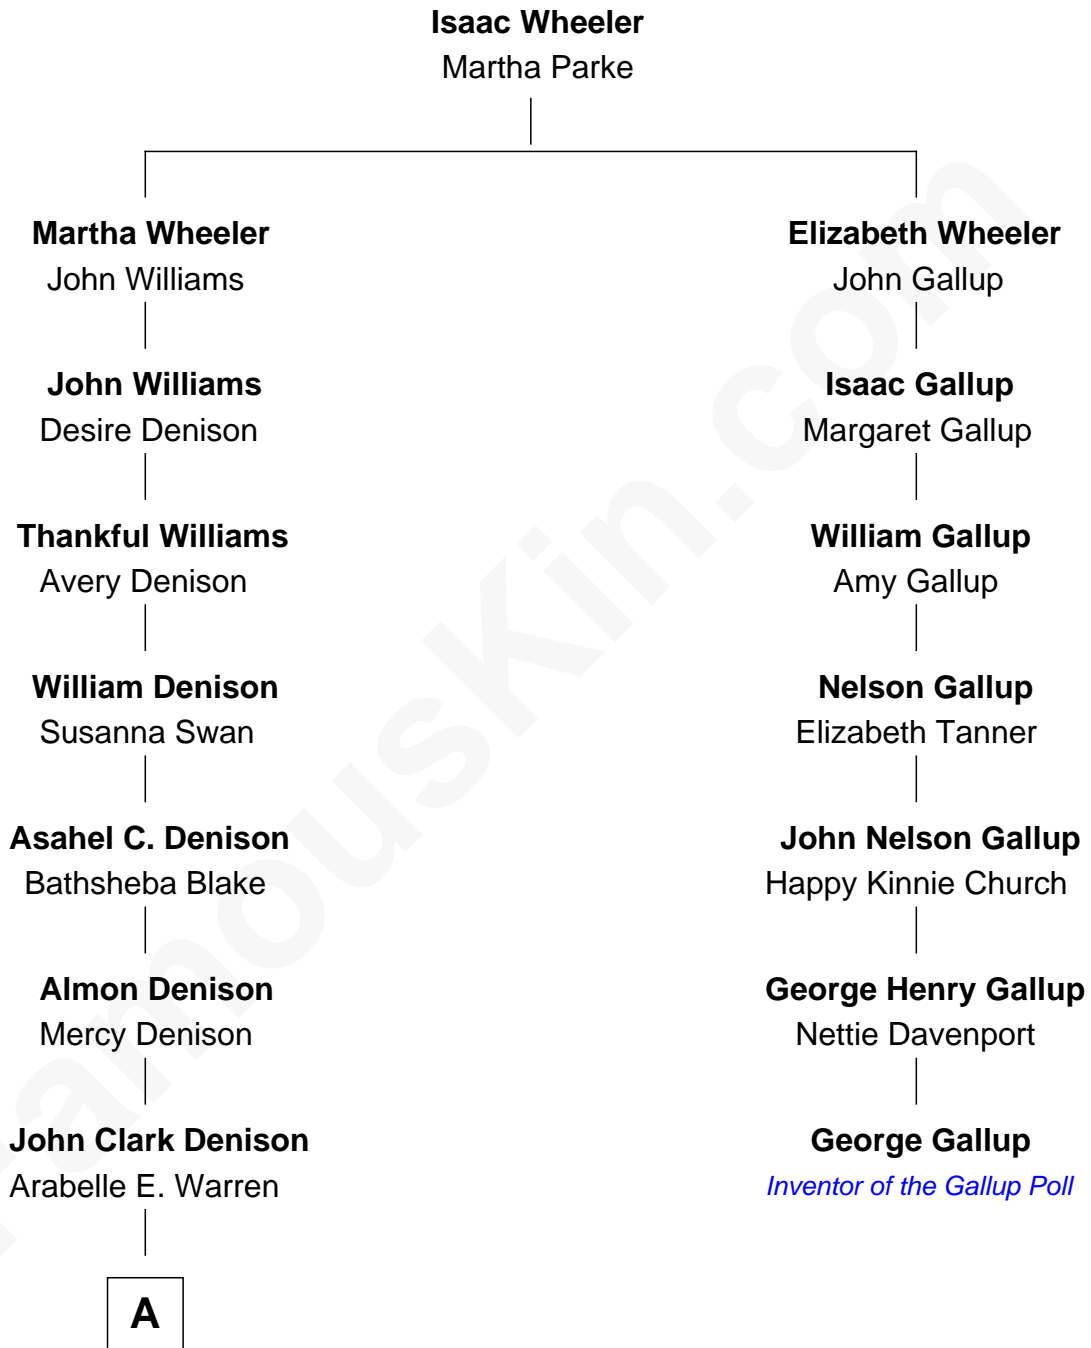 Isaac Wheeler
Martha Parke
Martha Wheeler
John Williams
John Williams
Desire Denison
Thankful Williams
Avery Denison
William Denison
Susanna Swan
Asahel C. Denison
Bathsheba Blake
Almon Denison
Mercy Denison
John Clark Denison
Arabelle E. Warren
A
Elizabeth Wheeler
John Gallup
Isaac Gallup
Margaret Gallup
William Gallup
Amy Gallup
Nelson Gallup
Elizabeth Tanner
John Nelson Gallup
Happy Kinnie Church
George Henry Gallup
Nettie Davenport
George Gallup
Inventor of the Gallup Poll
FamousKin.com